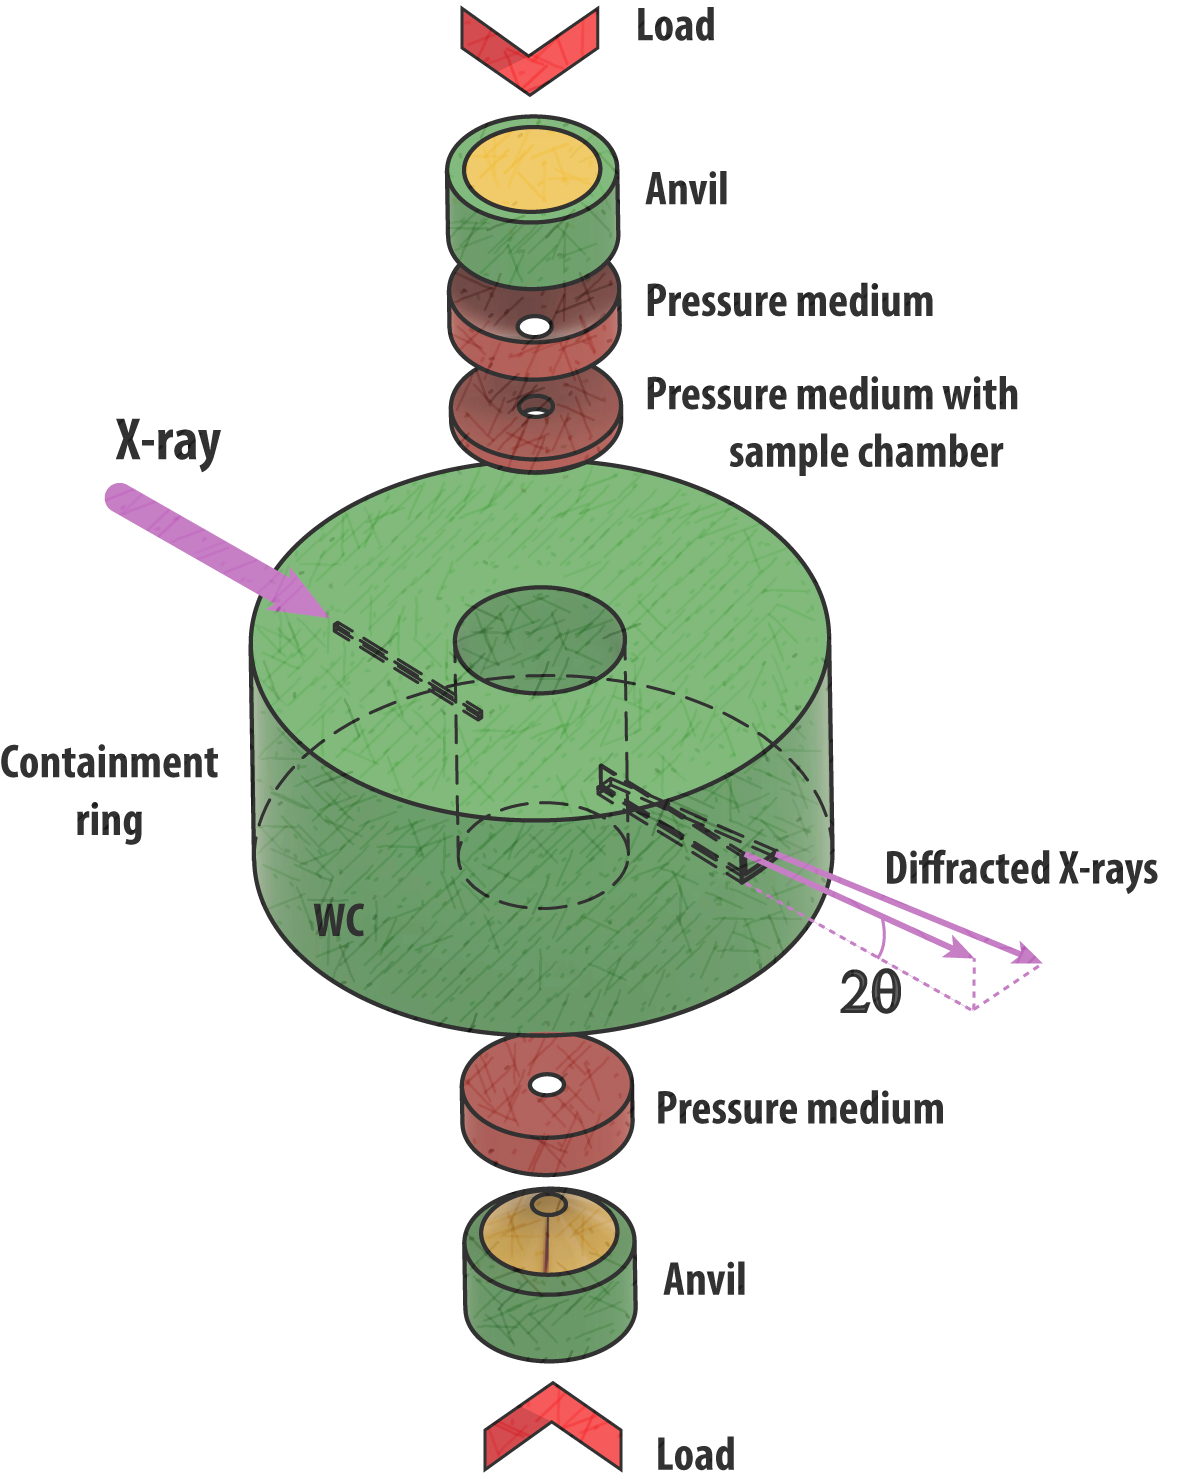 Load
Anvil
Pressure medium
Pressure medium with
sample chamber
X-ray
Containment
ring
Diffracted X-rays
WC
2θ
Pressure medium
Anvil
Load